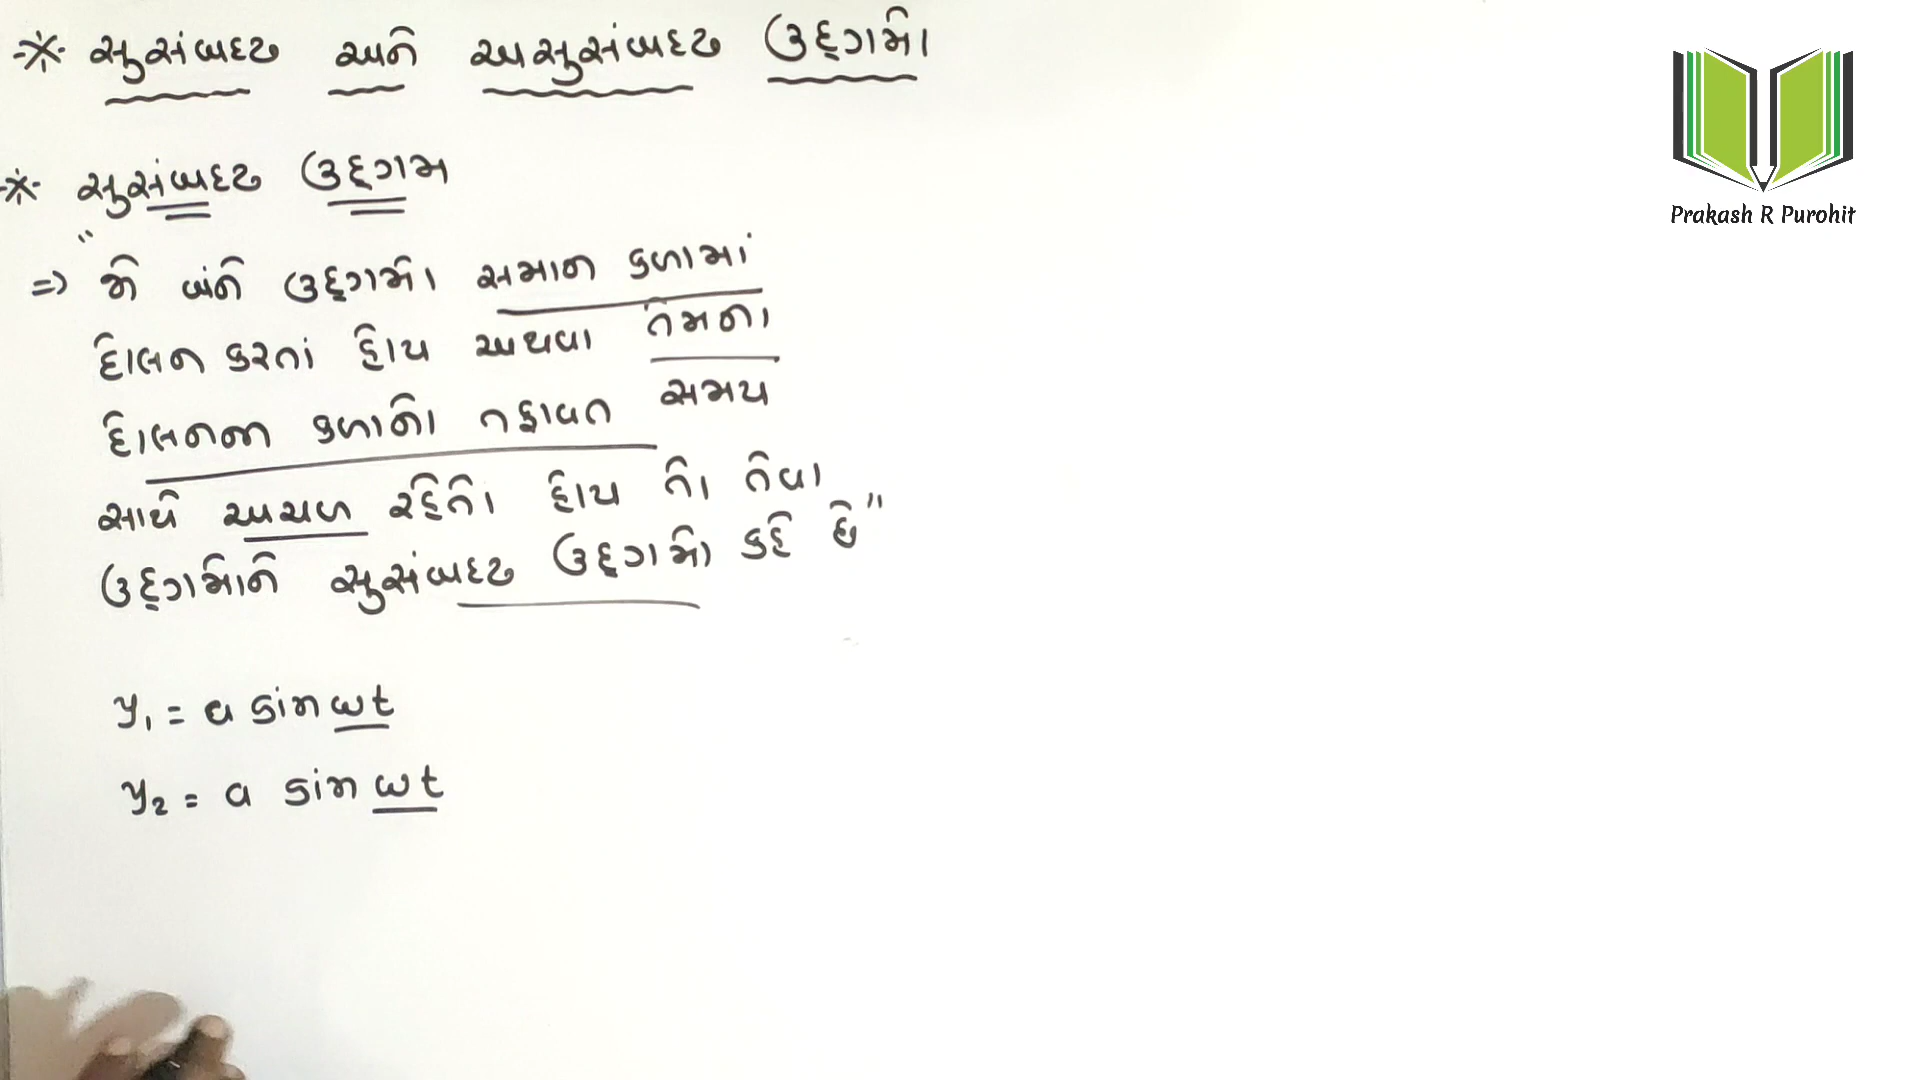 * સુસંબદ્ધ અને અસુસંબદ્ધ ઉદ્દગમો
* સુસંબદ્ધ ઉદ્દગમ
⇒ "જો બંને ઉદ્દગમો સમાન કળામાં
દોલન કરતાં હોય અથવા તેમના
દોલનના કળાનો તફાવત સમય
સાથે અચળ રહેતો હોય તો તેવા
ઉદ્દગમોને સુસંબદ્ધ ઉદ્દગમો કહે છે"
y₁ = a sin ωt
y₂ = a sin ωt
Prakash R Purohit